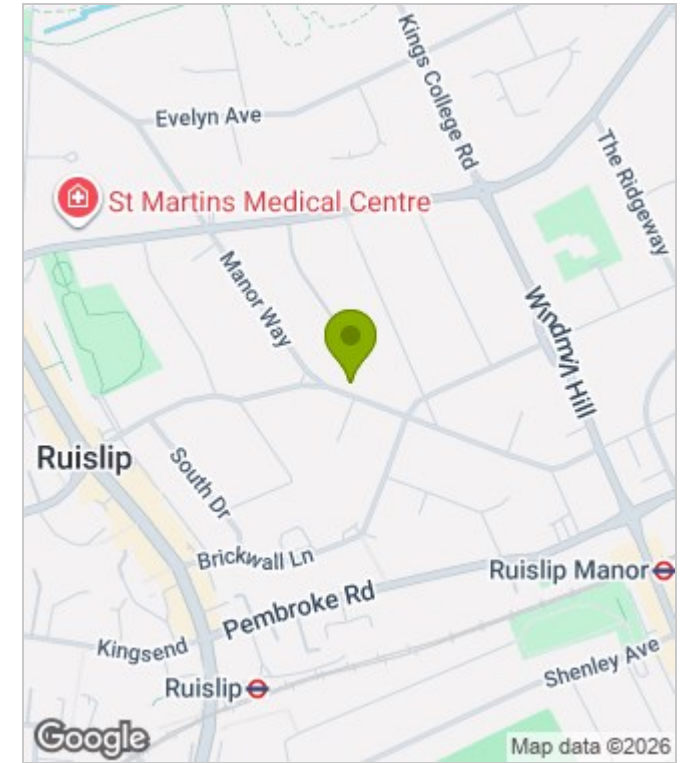 Kings College Rd
Evelyn Ave
The Ridgeway
St Martins Medical Centre
Manor Way
Windmill Hill
Ruislip
South Dr
Brickwall Ln
Ruislip Manor
Pembroke Rd
Kingsend
Shenley Ave
Ruislip
Google
Map data ©2026